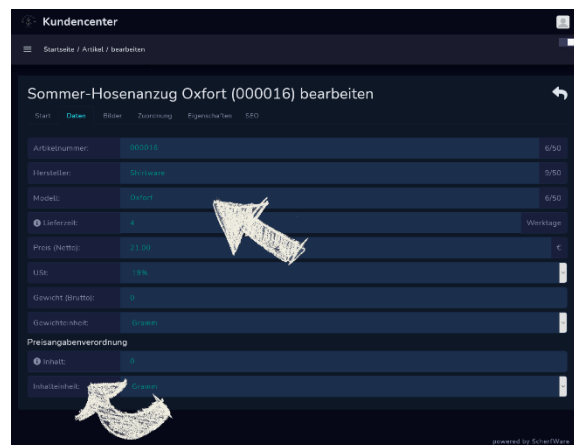 Kundencenter
Startseite / Artikel / bearbeiten
Sommer-Hosenanzug Oxfort (000016) bearbeiten
Start Daten Bilder Zuordnung Eigenschaften SEO
Artikelnummer: 000016 6/50
Hersteller: Shirtware 9/50
Modell: Oxfort 6/50
Lieferzeit: 4 Werktage
Preis (Netto): 21.00 €
USt: 19%
Gewicht (Brutto): 0
Gewichteinheit: Gramm
Preisangabenverordnung
Inhalt: 0
Inhalteinheit: Gramm
powered by ScherfWare